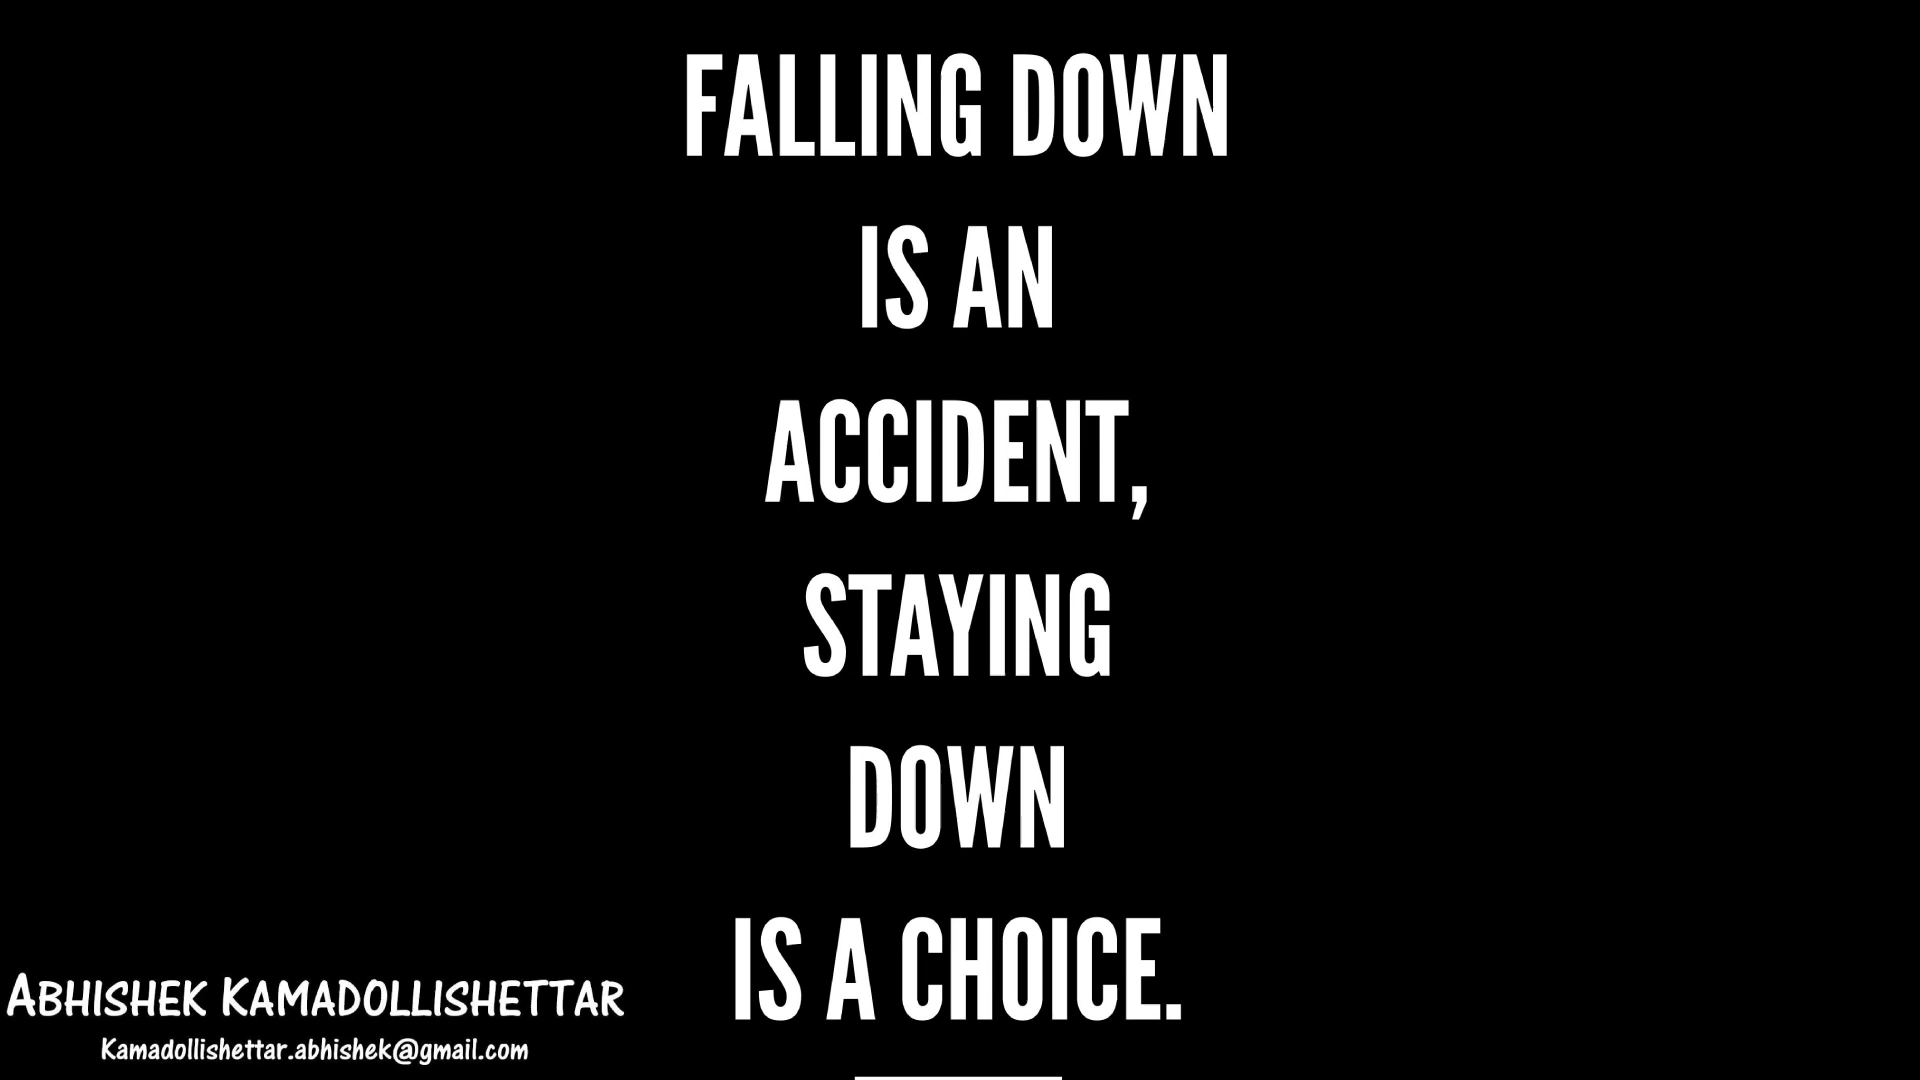 FALLING DOWN
IS AN
ACCIDENT,
STAYING
DOWN
IS A CHOICE.
ABHISHEK KAMADOLLISHETTAR
Kamadollishettar.abhishek@gmail.com